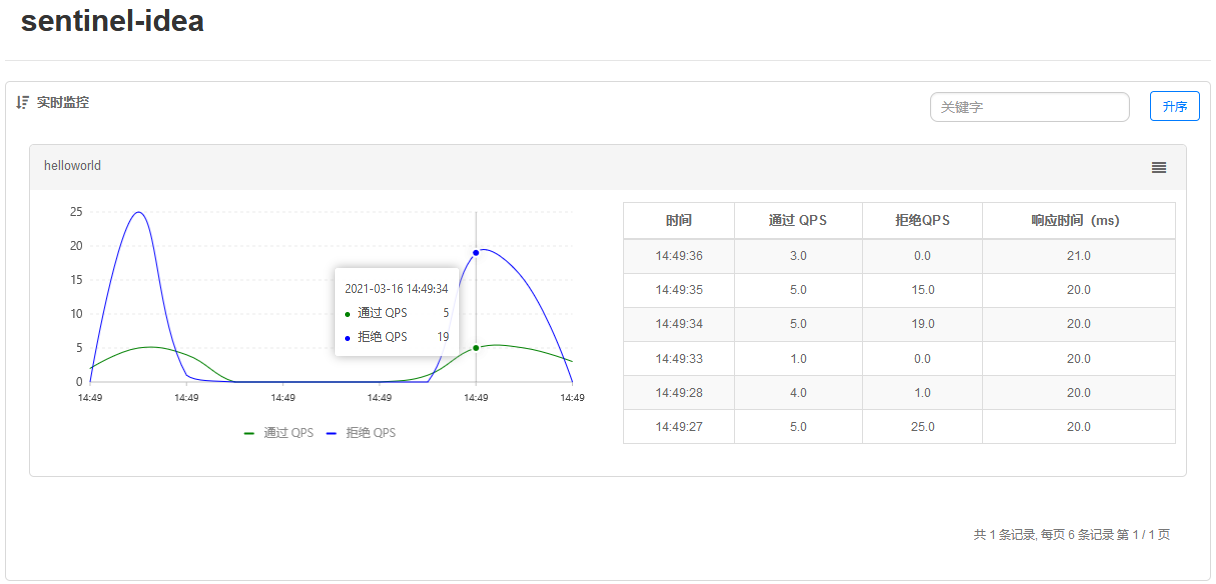 sentinel-idea
实时监控
关键字
升序
helloworld
25
20
15
10
5
0
14:49 14:49 14:49 14:49 14:49 14:49
2021-03-16 14:49:34
通过 QPS 5
拒绝 QPS 19
通过 QPS 拒绝 QPS
时间 通过 QPS 拒绝QPS 响应时间（ms)
14:49:36 3.0 0.0 21.0
14:49:35 5.0 15.0 20.0
14:49:34 5.0 19.0 20.0
14:49:33 1.0 0.0 20.0
14:49:28 4.0 1.0 20.0
14:49:27 5.0 25.0 20.0
共 1 条记录, 每页 6 条记录 第 1 / 1 页